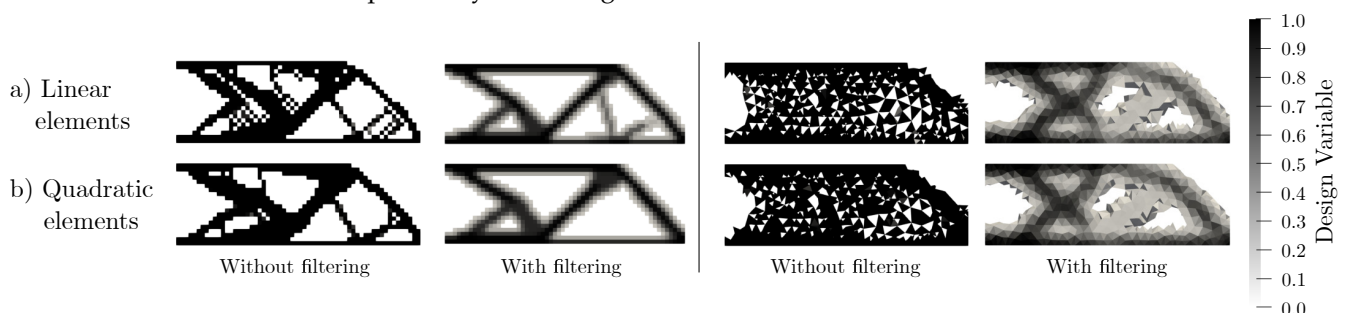 a) Linear
elements
b) Quadratic
elements
Without filtering
With filtering
Without filtering
With filtering
1.0
0.9
0.8
0.7
0.6
0.5
0.4
0.3
0.2
0.1
0.0
Design Variable